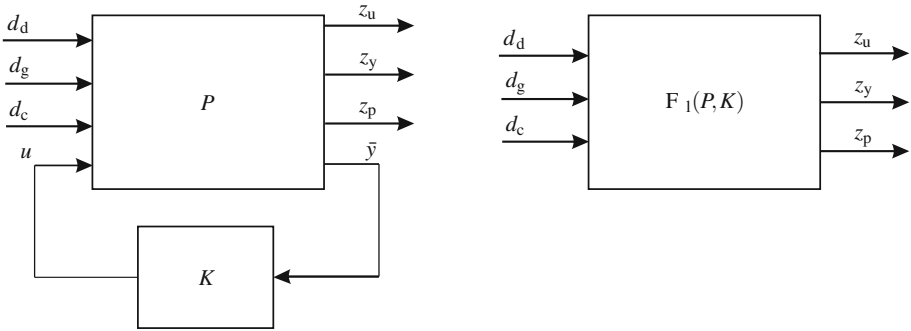 d_d
d_g
d_c
u
P
z_u
z_y
z_p
ȳ
K
d_d
d_g
d_c
F_l(P, K)
z_u
z_y
z_p